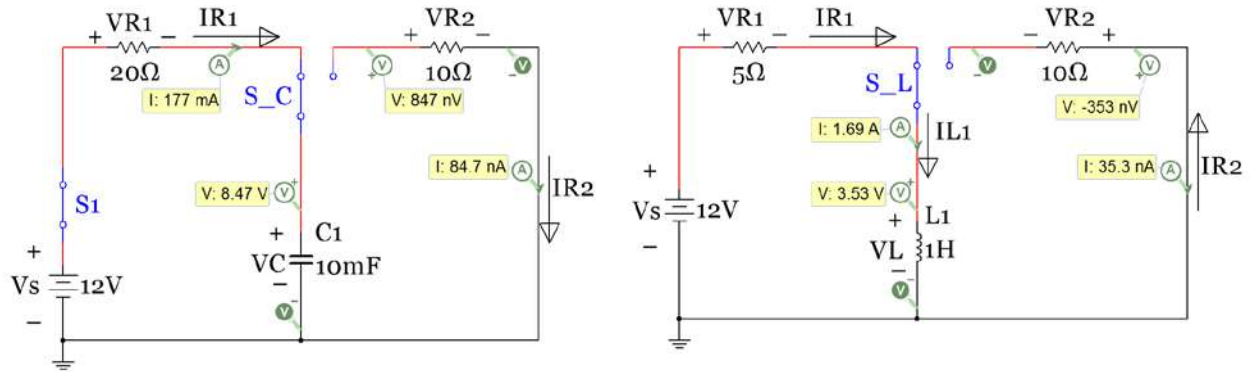 VR1
IR1
VR2
+
−
+
−
A
V
V
20Ω
10Ω
I: 177 mA
S_C
V: 847 nV
I: 84.7 nA
A
IR2
S1
V: 8.47 V
V
+
C1
VC
10mF
−
+
Vs
12V
−
V
VR1
IR1
VR2
+
−
−
+
V
V
5Ω
10Ω
S_L
V: -353 nV
I: 1.69 A
A
IL1
I: 35.3 nA
A
IR2
V: 3.53 V
V
+
Vs
12V
−
+
L1
VL
1H
−
V